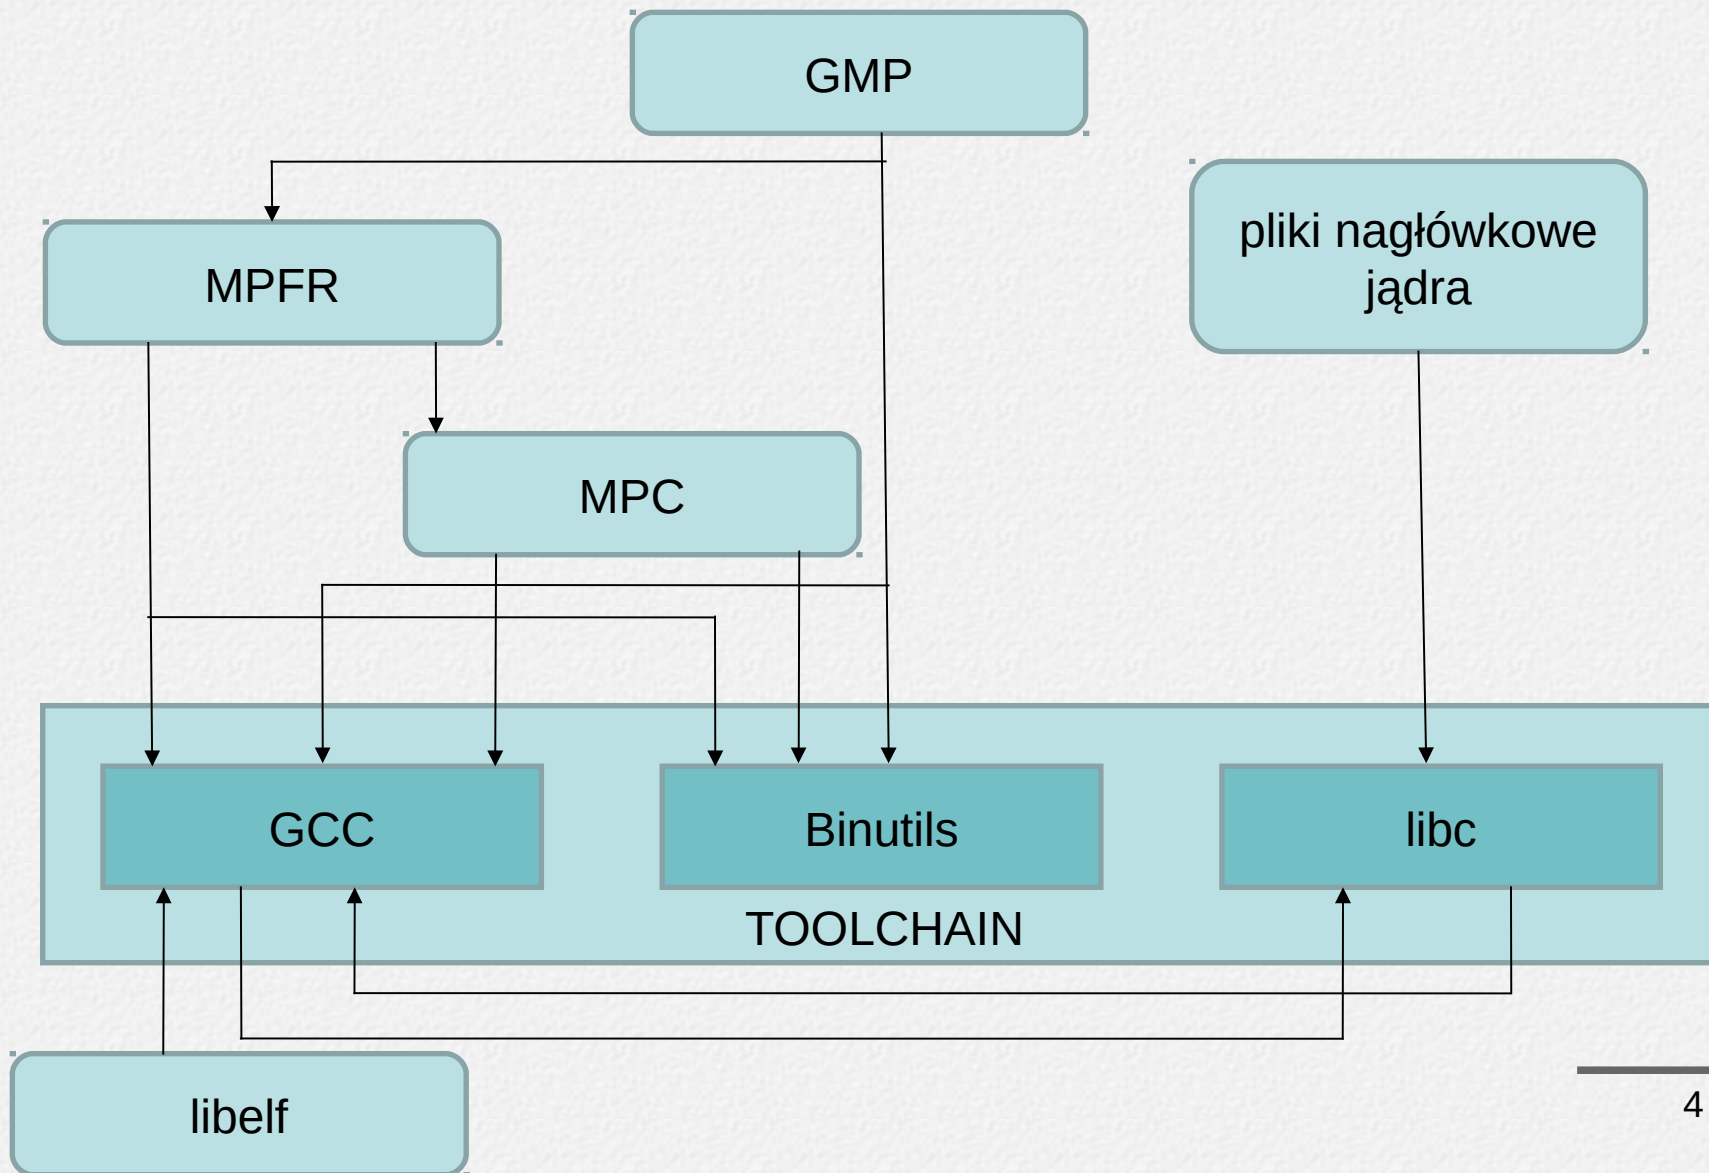 GMP
pliki nagłówkowe
jądra
MPFR
MPC
GCC
Binutils
libc
TOOLCHAIN
libelf
4